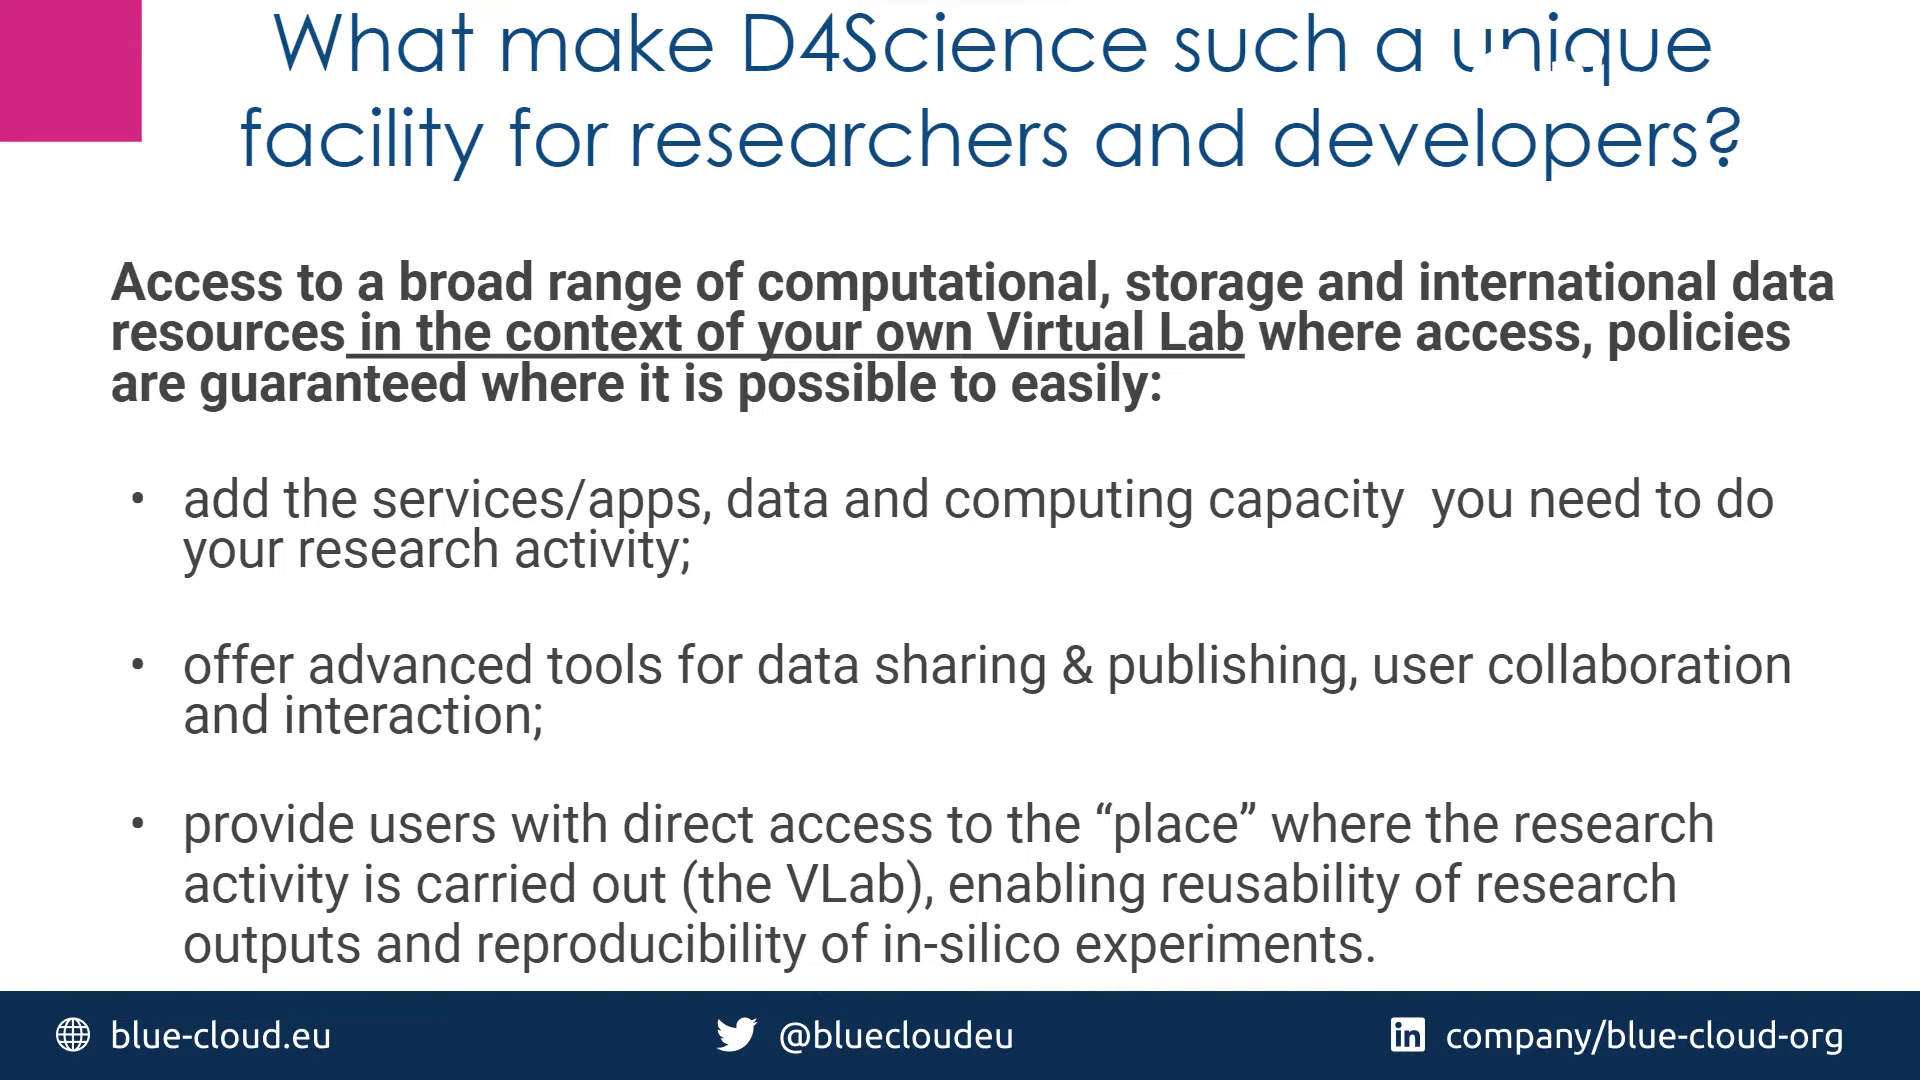 What make D4Science such a unique
facility for researchers and developers?
Access to a broad range of computational, storage and international data
resources in the context of your own Virtual Lab where access, policies
are guaranteed where it is possible to easily:
• add the services/apps, data and computing capacity  you need to do
your research activity;
• offer advanced tools for data sharing & publishing, user collaboration
and interaction;
• provide users with direct access to the “place” where the research
activity is carried out (the VLab), enabling reusability of research
outputs and reproducibility of in-silico experiments.
blue-cloud.eu
@bluecloudeu
company/blue-cloud-org